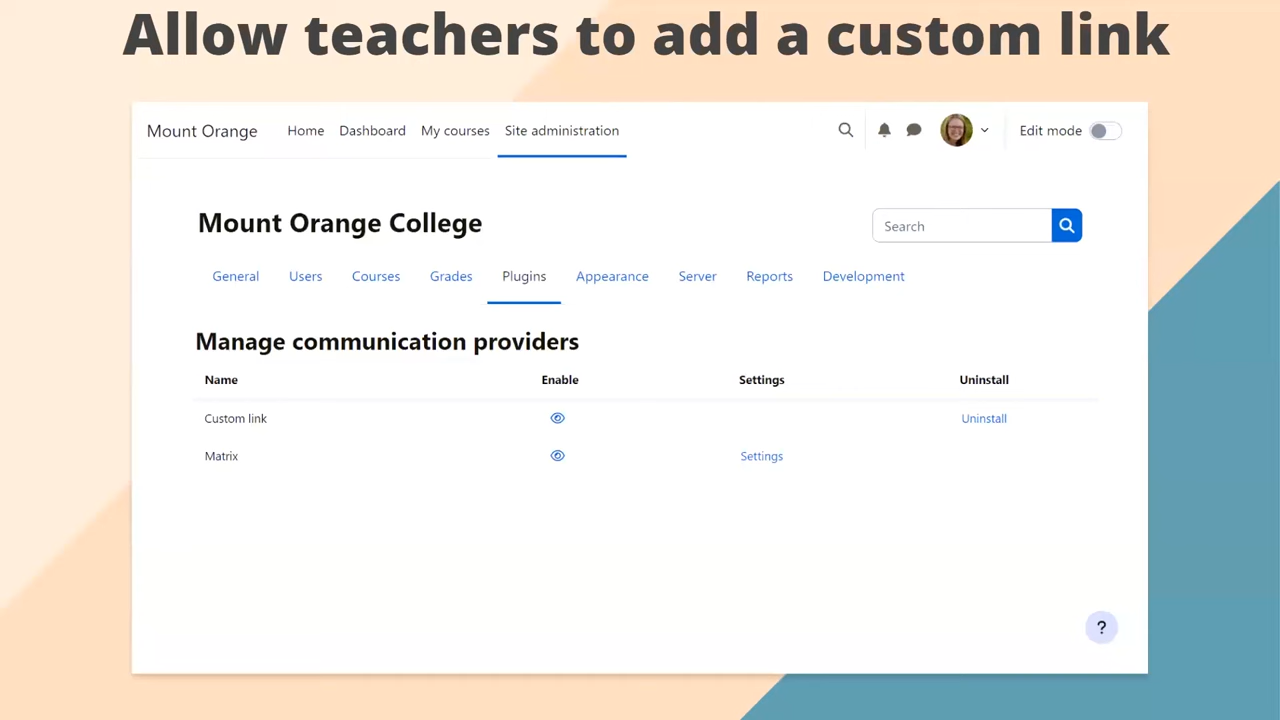 Allow teachers to add a custom link
Mount Orange Home Dashboard My courses Site administration Edit mode
Mount Orange College
Search
General Users Courses Grades Plugins Appearance Server Reports Development
Manage communication providers
Name Enable Settings Uninstall
Custom link Uninstall
Matrix Settings
?